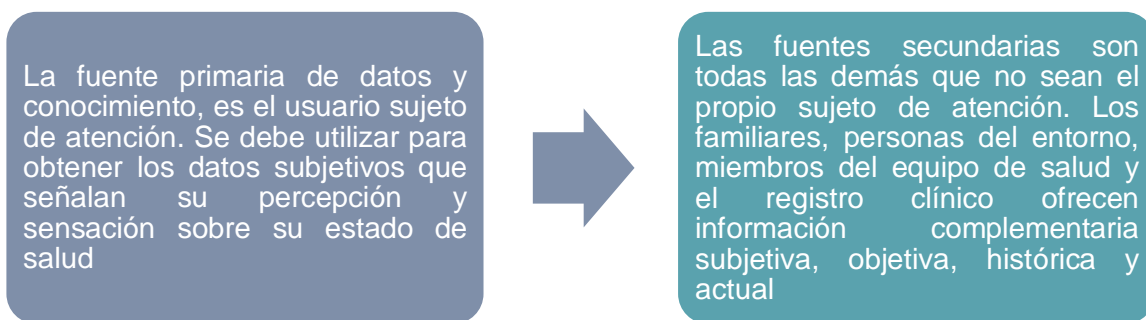 La fuente primaria de datos y
conocimiento, es el usuario sujeto
de atención. Se debe utilizar para
obtener los datos subjetivos que
señalan su percepción y
sensación sobre su estado de
salud
Las fuentes secundarias son
todas las demás que no sean el
propio sujeto de atención. Los
familiares, personas del entorno,
miembros del equipo de salud y
el registro clínico ofrecen
información complementaria
subjetiva, objetiva, histórica y
actual